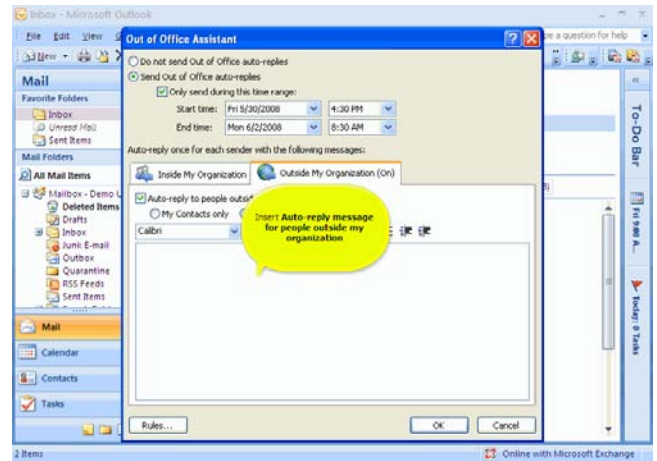 Inbox - Microsoft Outlook
File Edit View
Out of Office Assistant
pe a question for help
New
Do not send Out of Office auto-replies
Send Out of Office auto-replies
Only send during this time range:
Start time: Fri 5/30/2008 4:30 PM
End time: Mon 6/2/2008 8:30 AM
Auto-reply once for each sender with the following messages:
Inside My Organization
Outside My Organization (On)
Auto-reply to people outsid
My Contacts only
Calibri
Insert Auto-reply message
for people outside my
organization
Rules...
OK
Cancel
Mail
Favorite Folders
Inbox
Unread Mail
Sent Items
Mail Folders
All Mail Items
Mailbox - Demo U
Deleted Items
Drafts
Inbox
Junk E-mail
Outbox
Quarantine
RSS Feeds
Sent Items
Mail
Calendar
Contacts
Tasks
To-Do Bar
Fri 9:00 A...
Today: 0 Tasks
2 Items
Online with Microsoft Exchange